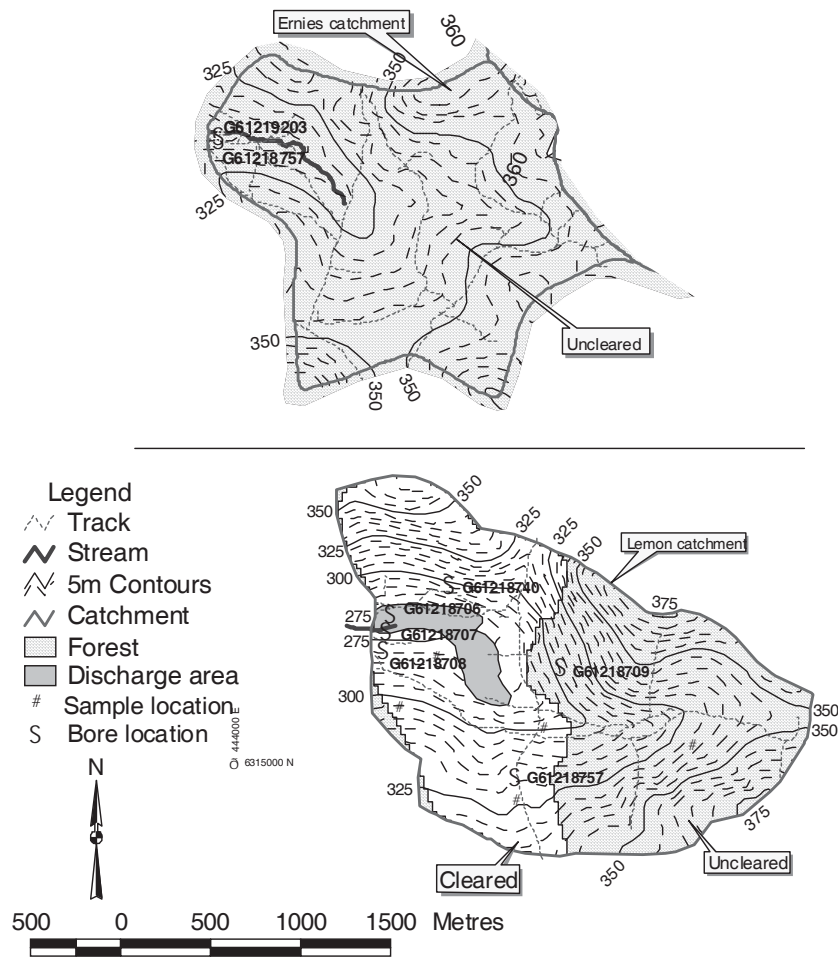 Ernies catchment
360
350
325
G61219203
G61218757
360
325
Uncleared
350
350
350
Legend
Track
Stream
5m Contours
Catchment
Forest
Discharge area
# Sample location
S Bore location
444000 E
6315000 N
N
500 0 500 1000 1500 Metres
350
350
325
325
350
Lemon catchment
325
300
G61218740
375
G61218706
275
G61218707
275
G61218708
G61218709
300
350
350
G61218757
325
375
Uncleared
Cleared
350